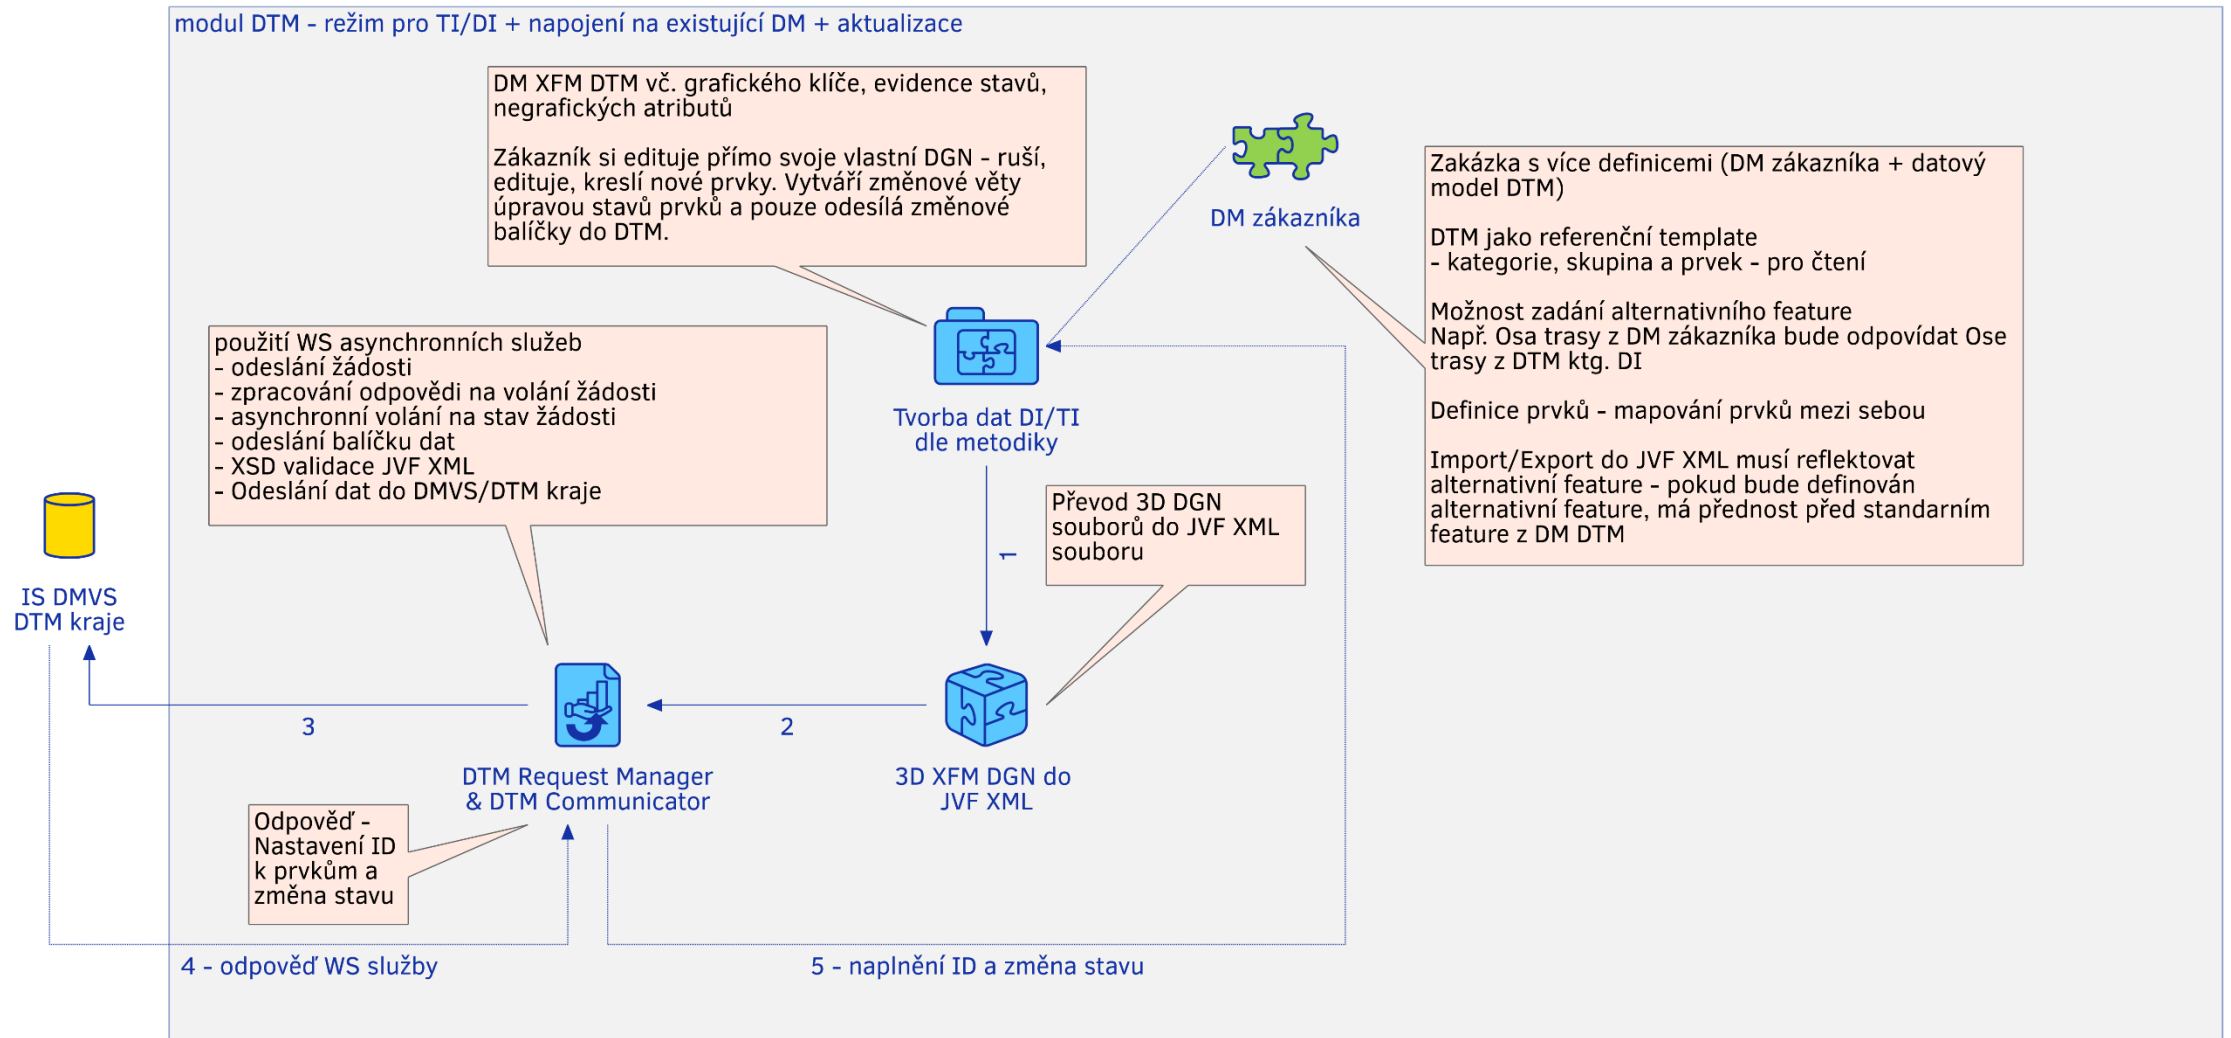 modul DTM - režim pro TI/DI + napojení na existující DM + aktualizace
DM XFM DTM vč. grafického klíče, evidence stavů,
negrafických atributů
Zákazník si edituje přímo svoje vlastní DGN - ruší,
edituje, kreslí nové prvky. Vytváří změnové věty
úpravou stavů prvků a pouze odesílá změnové
balíčky do DTM.
DM zákazníka
Zakázka s více definicemi (DM zákazníka + datový
model DTM)
DTM jako referenční template
- kategorie, skupina a prvek - pro čtení
Možnost zadání alternativního feature
Např. Osa trasy z DM zákazníka bude odpovídat Ose
trasy z DTM ktg. DI
Definice prvků - mapování prvků mezi sebou
Import/Export do JVF XML musí reflektovat
alternativní feature - pokud bude definován
alternativní feature, má přednost před standarním
feature z DM DTM
použití WS asynchronních služeb
- odeslání žádosti
- zpracování odpovědi na volání žádosti
- asynchronní volání na stav žádosti
- odeslání balíčku dat
- XSD validace JVF XML
- Odeslání dat do DMVS/DTM kraje
Tvorba dat DI/TI
dle metodiky
Převod 3D DGN
souborů do JVF XML
souboru
1
IS DMVS
DTM kraje
3
2
DTM Request Manager
& DTM Communicator
3D XFM DGN do
JVF XML
Odpověď -
Nastavení ID
k prvkům a
změna stavu
4 - odpověď WS služby
5 - naplnění ID a změna stavu